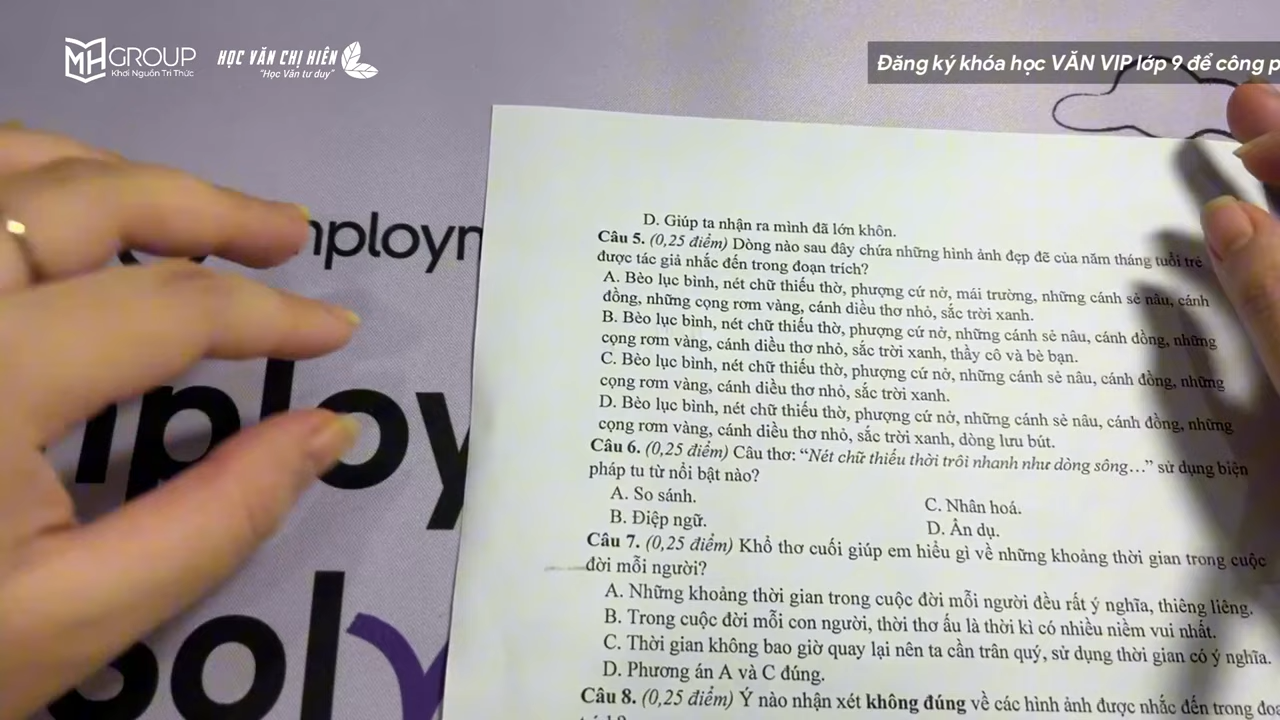 MH GROUP
Khơi Nguồn Tri Thức
HỌC VĂN CHỊ HIÊN
"Học Văn tư duy"
Đăng ký khóa học VĂN VIP lớp 9 để công p
nployn
ploy
sol
D. Giúp ta nhận ra mình đã lớn khôn.
Câu 5. (0,25 điểm) Dòng nào sau đây chứa những hình ảnh đẹp đẽ của năm tháng tuổi trẻ
được tác giả nhắc đến trong đoạn trích?
A. Bèo lục bình, nét chữ thiếu thờ, phượng cứ nở, mái trường, những cánh sẻ nâu, cánh
đồng, những cọng rơm vàng, cánh diều thơ nhỏ, sắc trời xanh.
B. Bèo lục bình, nét chữ thiếu thờ, phượng cứ nở, những cánh sẻ nâu, cánh đồng, những
cọng rơm vàng, cánh diều thơ nhỏ, sắc trời xanh, thầy cô và bè bạn.
C. Bèo lục bình, nét chữ thiếu thờ, phượng cứ nở, những cánh sẻ nâu, cánh đồng, những
cọng rơm vàng, cánh diều thơ nhỏ, sắc trời xanh.
D. Bèo lục bình, nét chữ thiếu thờ, phượng cứ nở, những cánh sẻ nâu, cánh đồng, những
cọng rơm vàng, cánh diều thơ nhỏ, sắc trời xanh, dòng lưu bút.
Câu 6. (0,25 điểm) Câu thơ: “Nét chữ thiếu thời trôi nhanh như dòng sông…” sử dụng biện
pháp tu từ nổi bật nào?
A. So sánh.
B. Điệp ngữ.
C. Nhân hoá.
D. Ẩn dụ.
Câu 7. (0,25 điểm) Khổ thơ cuối giúp em hiểu gì về những khoảng thời gian trong cuộc
đời mỗi người?
A. Những khoảng thời gian trong cuộc đời mỗi người đều rất ý nghĩa, thiêng liêng.
B. Trong cuộc đời mỗi con người, thời thơ ấu là thời kì có nhiều niềm vui nhất.
C. Thời gian không bao giờ quay lại nên ta cần trân quý, sử dụng thời gian có ý nghĩa.
D. Phương án A và C đúng.
Câu 8. (0,25 điểm) Ý nào nhận xét không đúng về các hình ảnh được nhắc đến trong đoạ